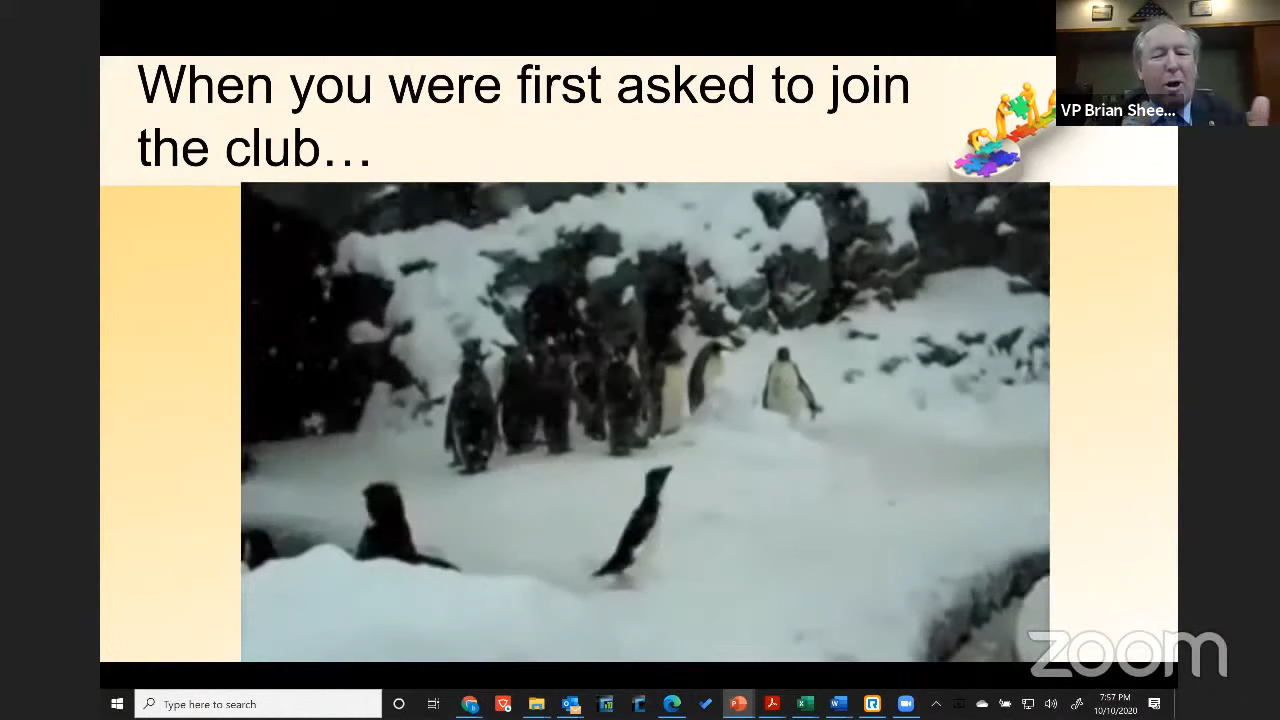 When you were first asked to join
the club…
VP Brian Shee...
zoom
Type here to search
7:57 PM
10/10/2020